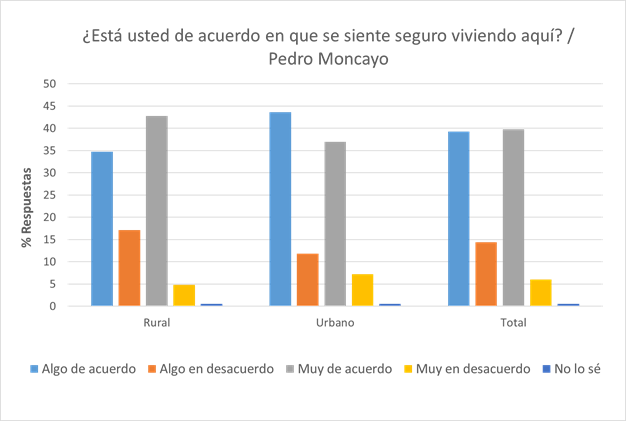 ¿Está usted de acuerdo en que se siente seguro viviendo aquí? /
Pedro Moncayo
% Respuestas
50
45
40
35
30
25
20
15
10
5
0
Rural Urbano Total
Algo de acuerdo Algo en desacuerdo Muy de acuerdo Muy en desacuerdo No lo sé